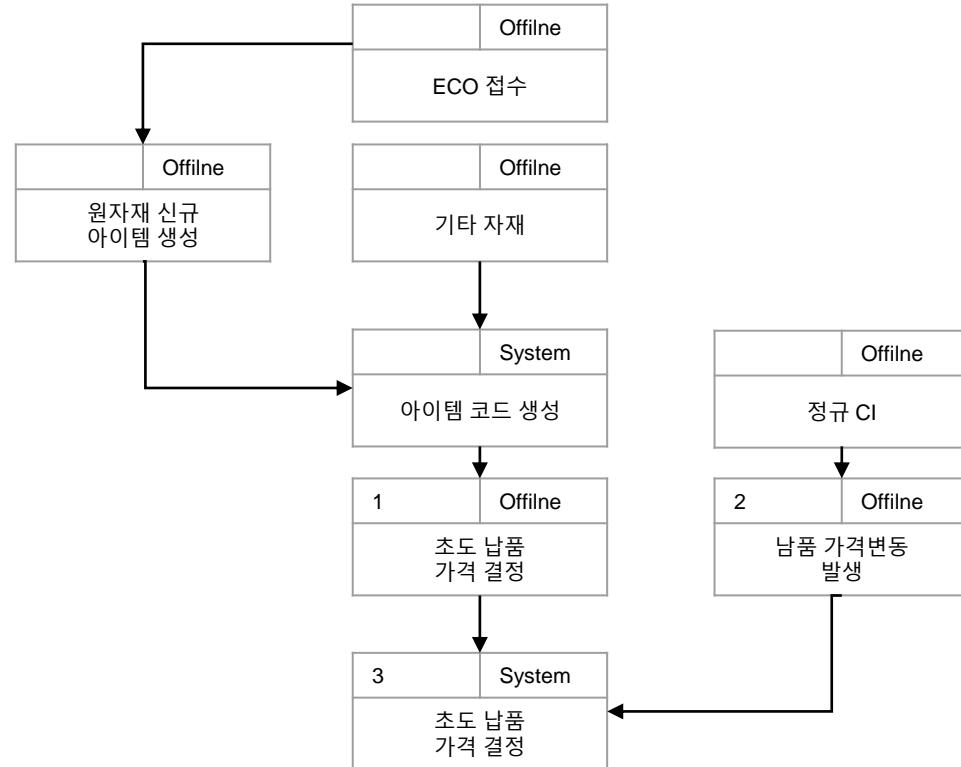 Offilne
ECO 접수
Offilne
원자재 신규
아이템 생성
Offilne
기타 자재
System
아이템 코드 생성
Offilne
정규 CI
1 Offilne
초도 납품
가격 결정
2 Offilne
남품 가격변동
발생
3 System
초도 납품
가격 결정